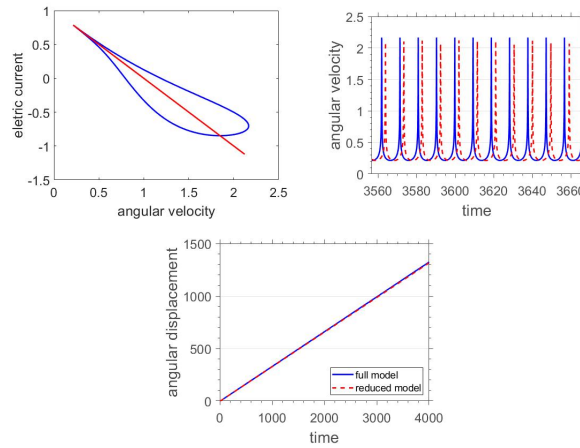 1
0.5
0
-0.5
-1
-1.5
eletric current
0 0.5 1 1.5 2 2.5
angular velocity
2.5
2
1.5
1
0.5
0
angular velocity
3560 3580 3600 3620 3640 3660
time
1500
1000
500
0
angular displacement
full model
reduced model
0 1000 2000 3000 4000
time